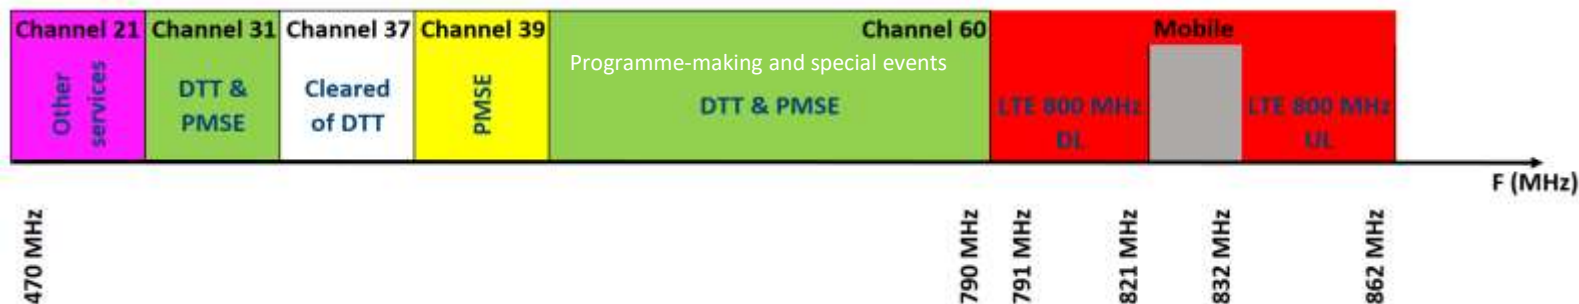 Channel 21
Channel 31
Channel 37
Channel 39
Channel 60
Mobile
Other
services
DTT &
PMSE
Cleared
of DTT
PMSE
Programme-making and special events
DTT & PMSE
LTE 800 MHz
DL
LTE 800 MHz
UL
F (MHz)
470 MHz
790 MHz
791 MHz
821 MHz
832 MHz
862 MHz